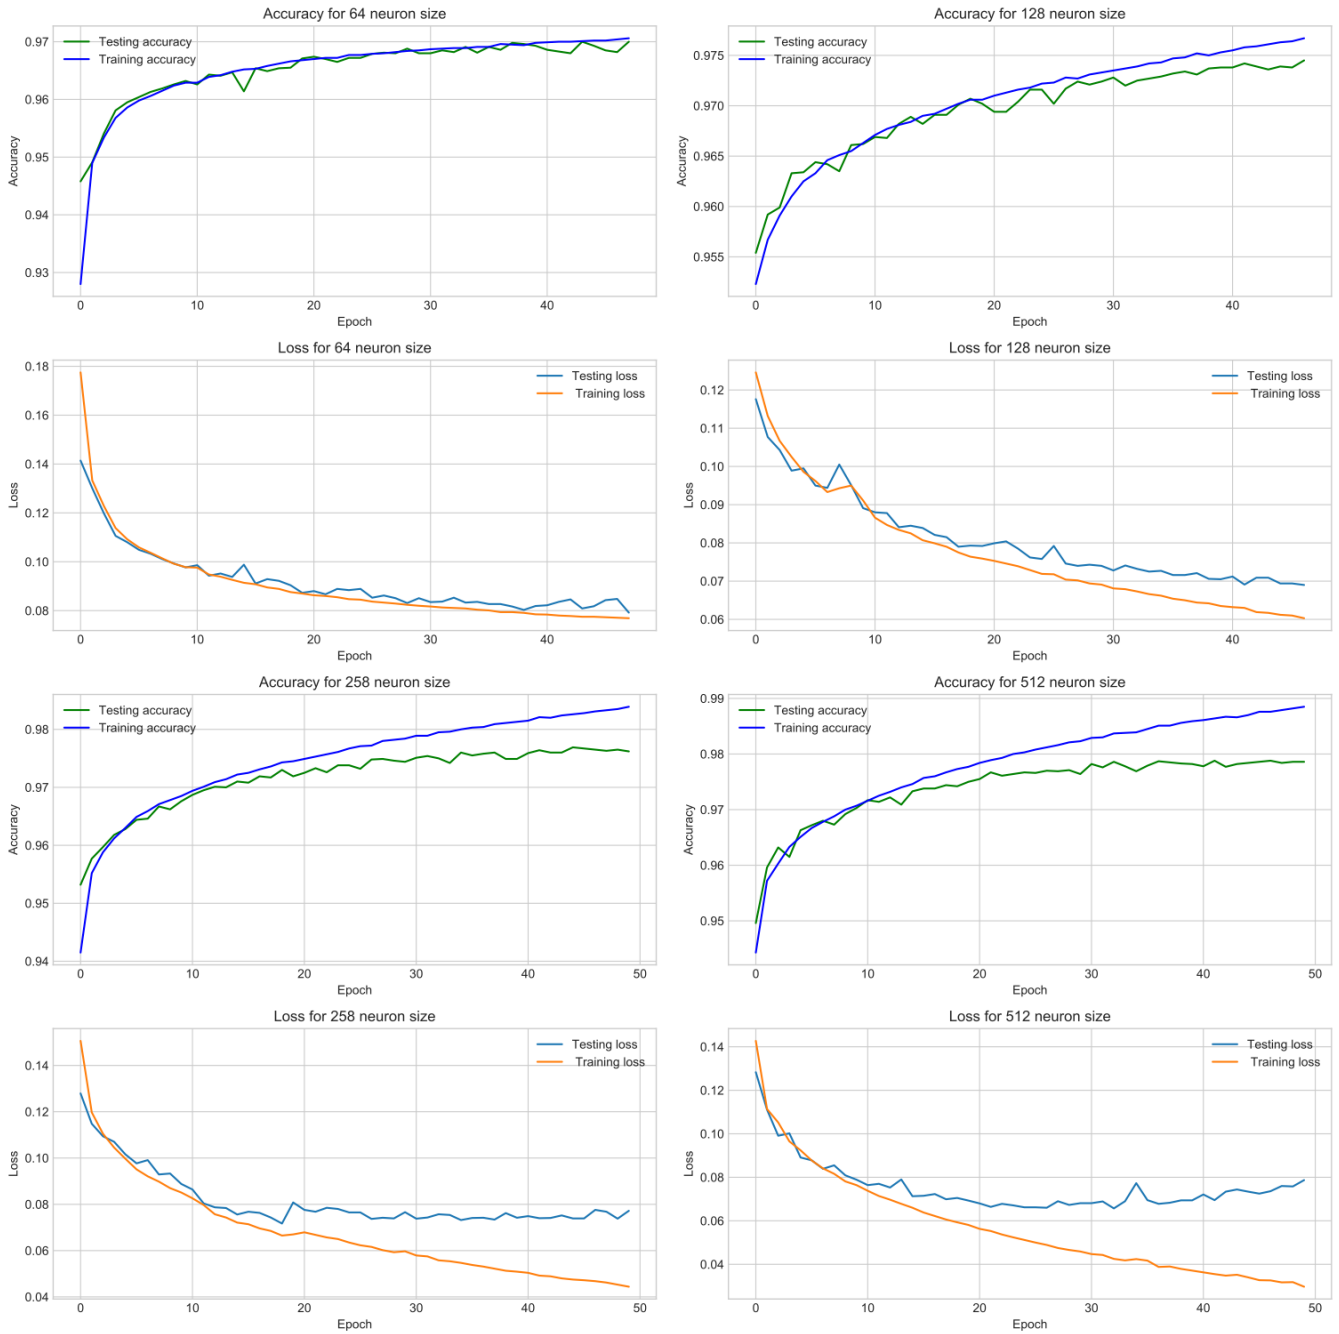 Accuracy for 64 neuron size
Testing accuracy
Training accuracy
Accuracy
0.97
0.96
0.95
0.94
0.93
0 10 20 30 40
Epoch
Accuracy for 128 neuron size
Testing accuracy
Training accuracy
Accuracy
0.975
0.970
0.965
0.960
0.955
0 10 20 30 40
Epoch
Loss for 64 neuron size
Testing loss
Training loss
Loss
0.18
0.16
0.14
0.12
0.10
0.08
0 10 20 30 40
Epoch
Loss for 128 neuron size
Testing loss
Training loss
Loss
0.12
0.11
0.10
0.09
0.08
0.07
0.06
0 10 20 30 40
Epoch
Accuracy for 258 neuron size
Testing accuracy
Training accuracy
Accuracy
0.98
0.97
0.96
0.95
0.94
0 10 20 30 40 50
Epoch
Accuracy for 512 neuron size
Testing accuracy
Training accuracy
Accuracy
0.99
0.98
0.97
0.96
0.95
0 10 20 30 40 50
Epoch
Loss for 258 neuron size
Testing loss
Training loss
Loss
0.14
0.12
0.10
0.08
0.06
0.04
0 10 20 30 40 50
Epoch
Loss for 512 neuron size
Testing loss
Training loss
Loss
0.14
0.12
0.10
0.08
0.06
0.04
0 10 20 30 40 50
Epoch